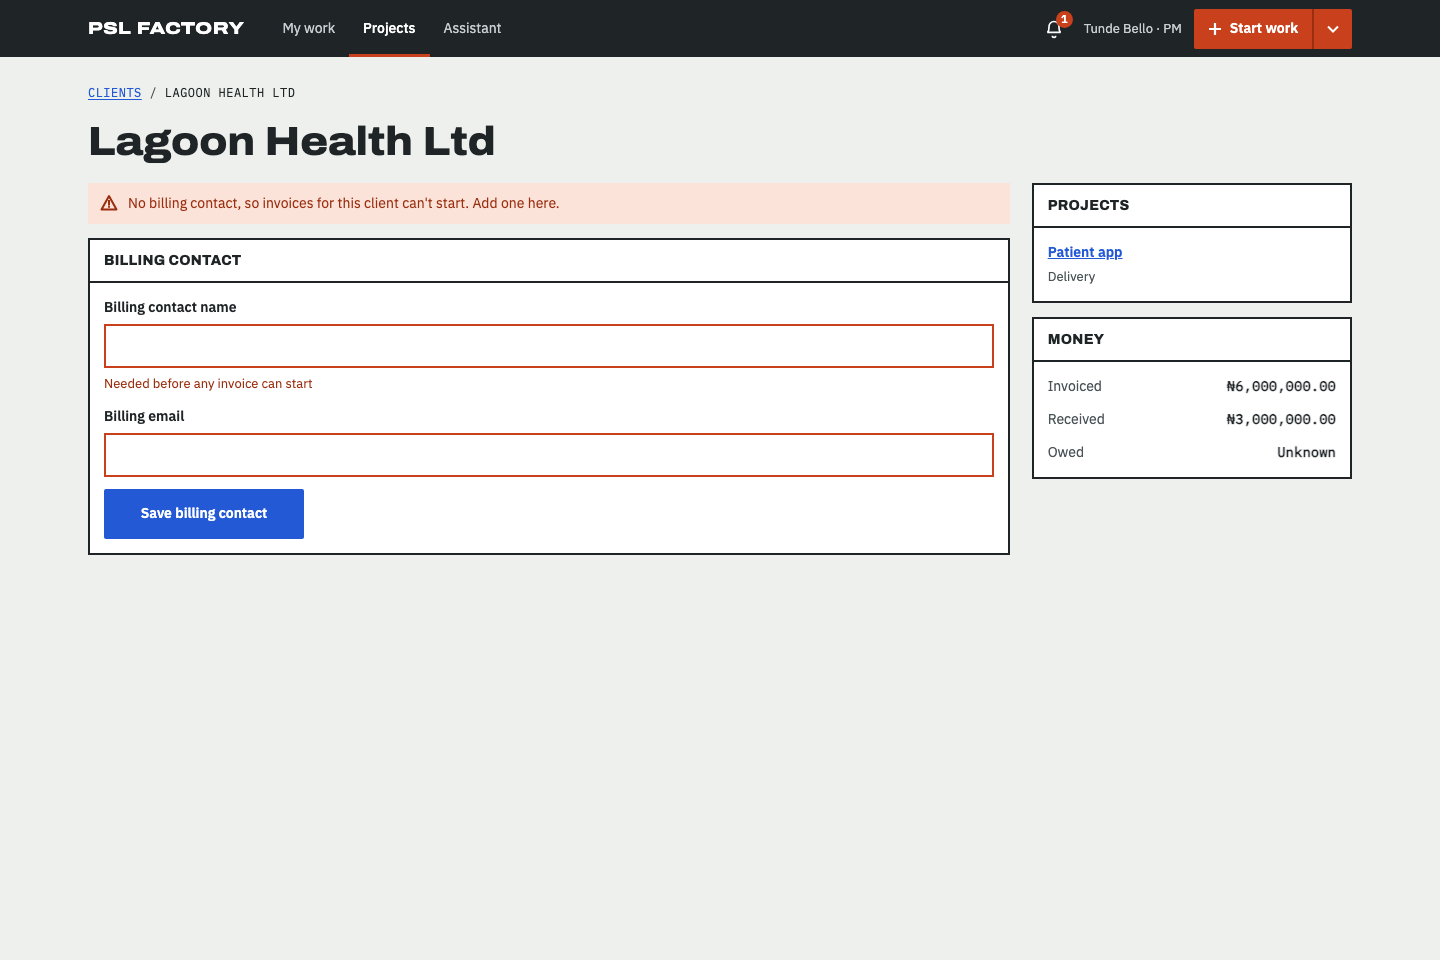 PSL FACTORY
My work
Projects
Assistant
1
Tunde Bello · PM
Start work
CLIENTS / LAGOON HEALTH LTD
Lagoon Health Ltd
No billing contact, so invoices for this client can't start. Add one here.
BILLING CONTACT
Billing contact name
Needed before any invoice can start
Billing email
Save billing contact
PROJECTS
Patient app
Delivery
MONEY
Invoiced ₦6,000,000.00
Received ₦3,000,000.00
Owed Unknown